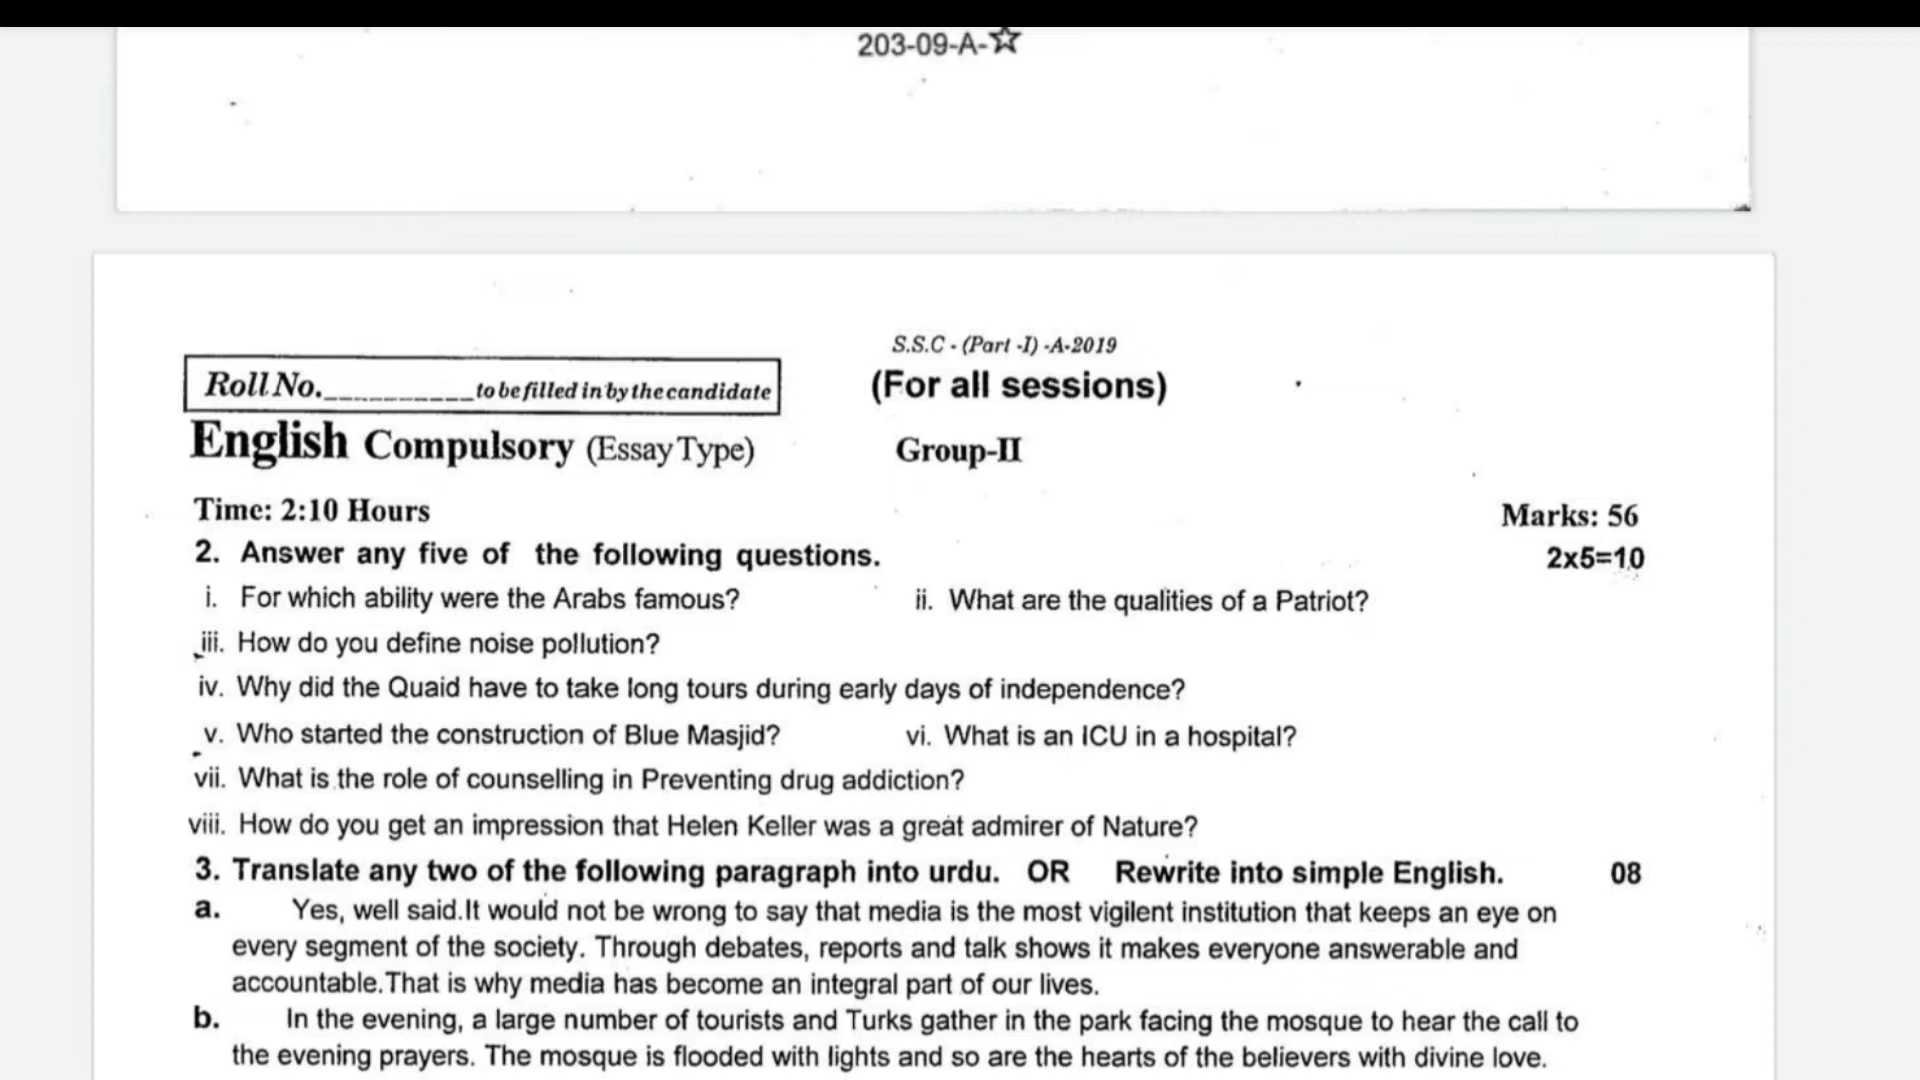 203-09-A-☆
S.S.C - (Part -I) -A-2019
Roll No.__________to be filled in by the candidate
(For all sessions)
English Compulsory (Essay Type)
Group-II
Time: 2:10 Hours
Marks: 56
2. Answer any five of the following questions. 2x5=10
i. For which ability were the Arabs famous? ii. What are the qualities of a Patriot?
iii. How do you define noise pollution?
iv. Why did the Quaid have to take long tours during early days of independence?
v. Who started the construction of Blue Masjid? vi. What is an ICU in a hospital?
vii. What is the role of counselling in Preventing drug addiction?
viii. How do you get an impression that Helen Keller was a great admirer of Nature?
3. Translate any two of the following paragraph into urdu. OR Rewrite into simple English. 08
a. Yes, well said.It would not be wrong to say that media is the most vigilent institution that keeps an eye on
every segment of the society. Through debates, reports and talk shows it makes everyone answerable and
accountable.That is why media has become an integral part of our lives.
b. In the evening, a large number of tourists and Turks gather in the park facing the mosque to hear the call to
the evening prayers. The mosque is flooded with lights and so are the hearts of the believers with divine love.